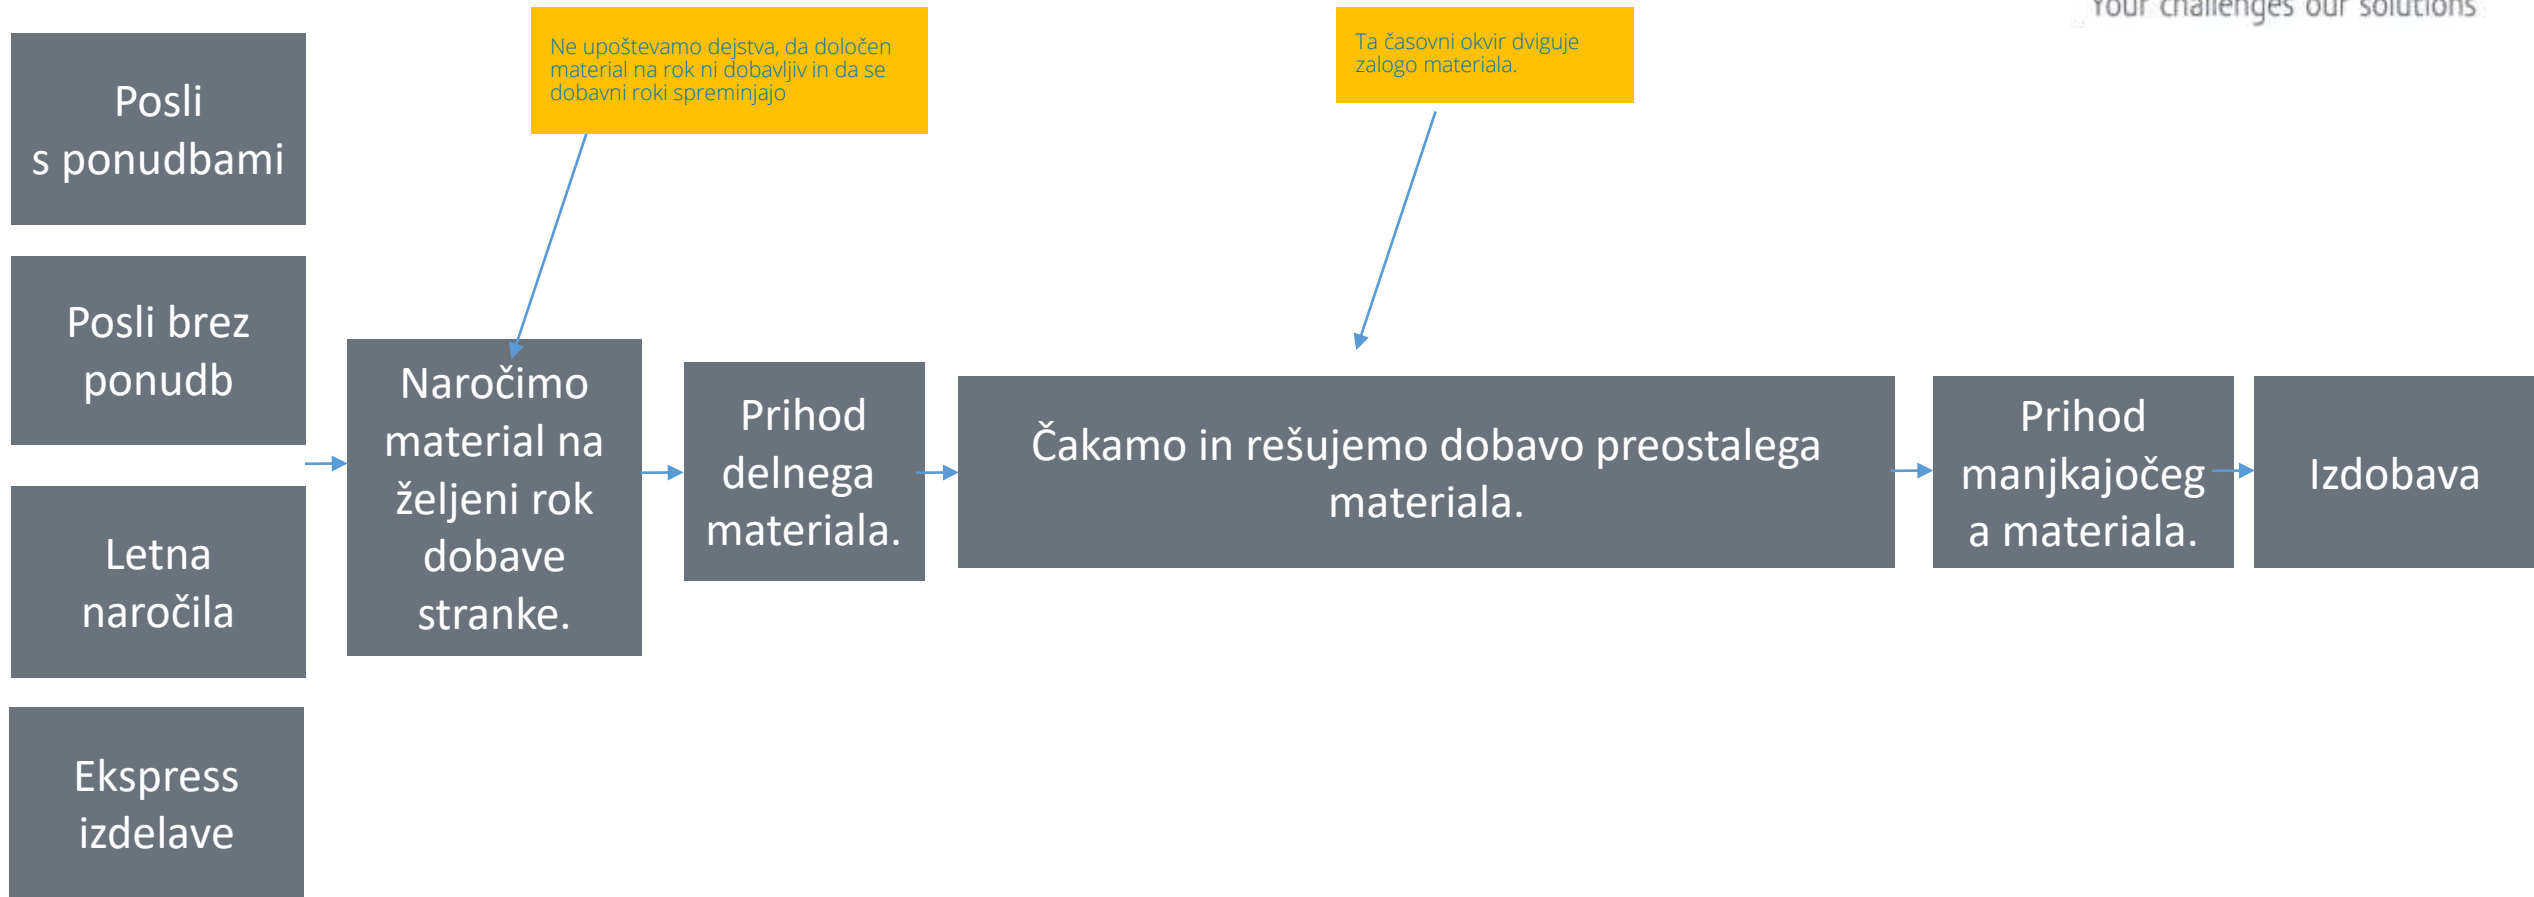 Your challenges our solutions
Ne upoštevamo dejstva, da določen
material na rok ni dobavljiv in da se
dobavni roki spreminjajo
Ta časovni okvir dviguje
zalogo materiala.
Posli
s ponudbami
Posli brez
ponudb
Letna
naročila
Ekspress
izdelave
Naročimo
material na
željeni rok
dobave
stranke.
Prihod
delnega
materiala.
Čakamo in rešujemo dobavo preostalega
materiala.
Prihod
manjkajočeg
a materiala.
Izdobava